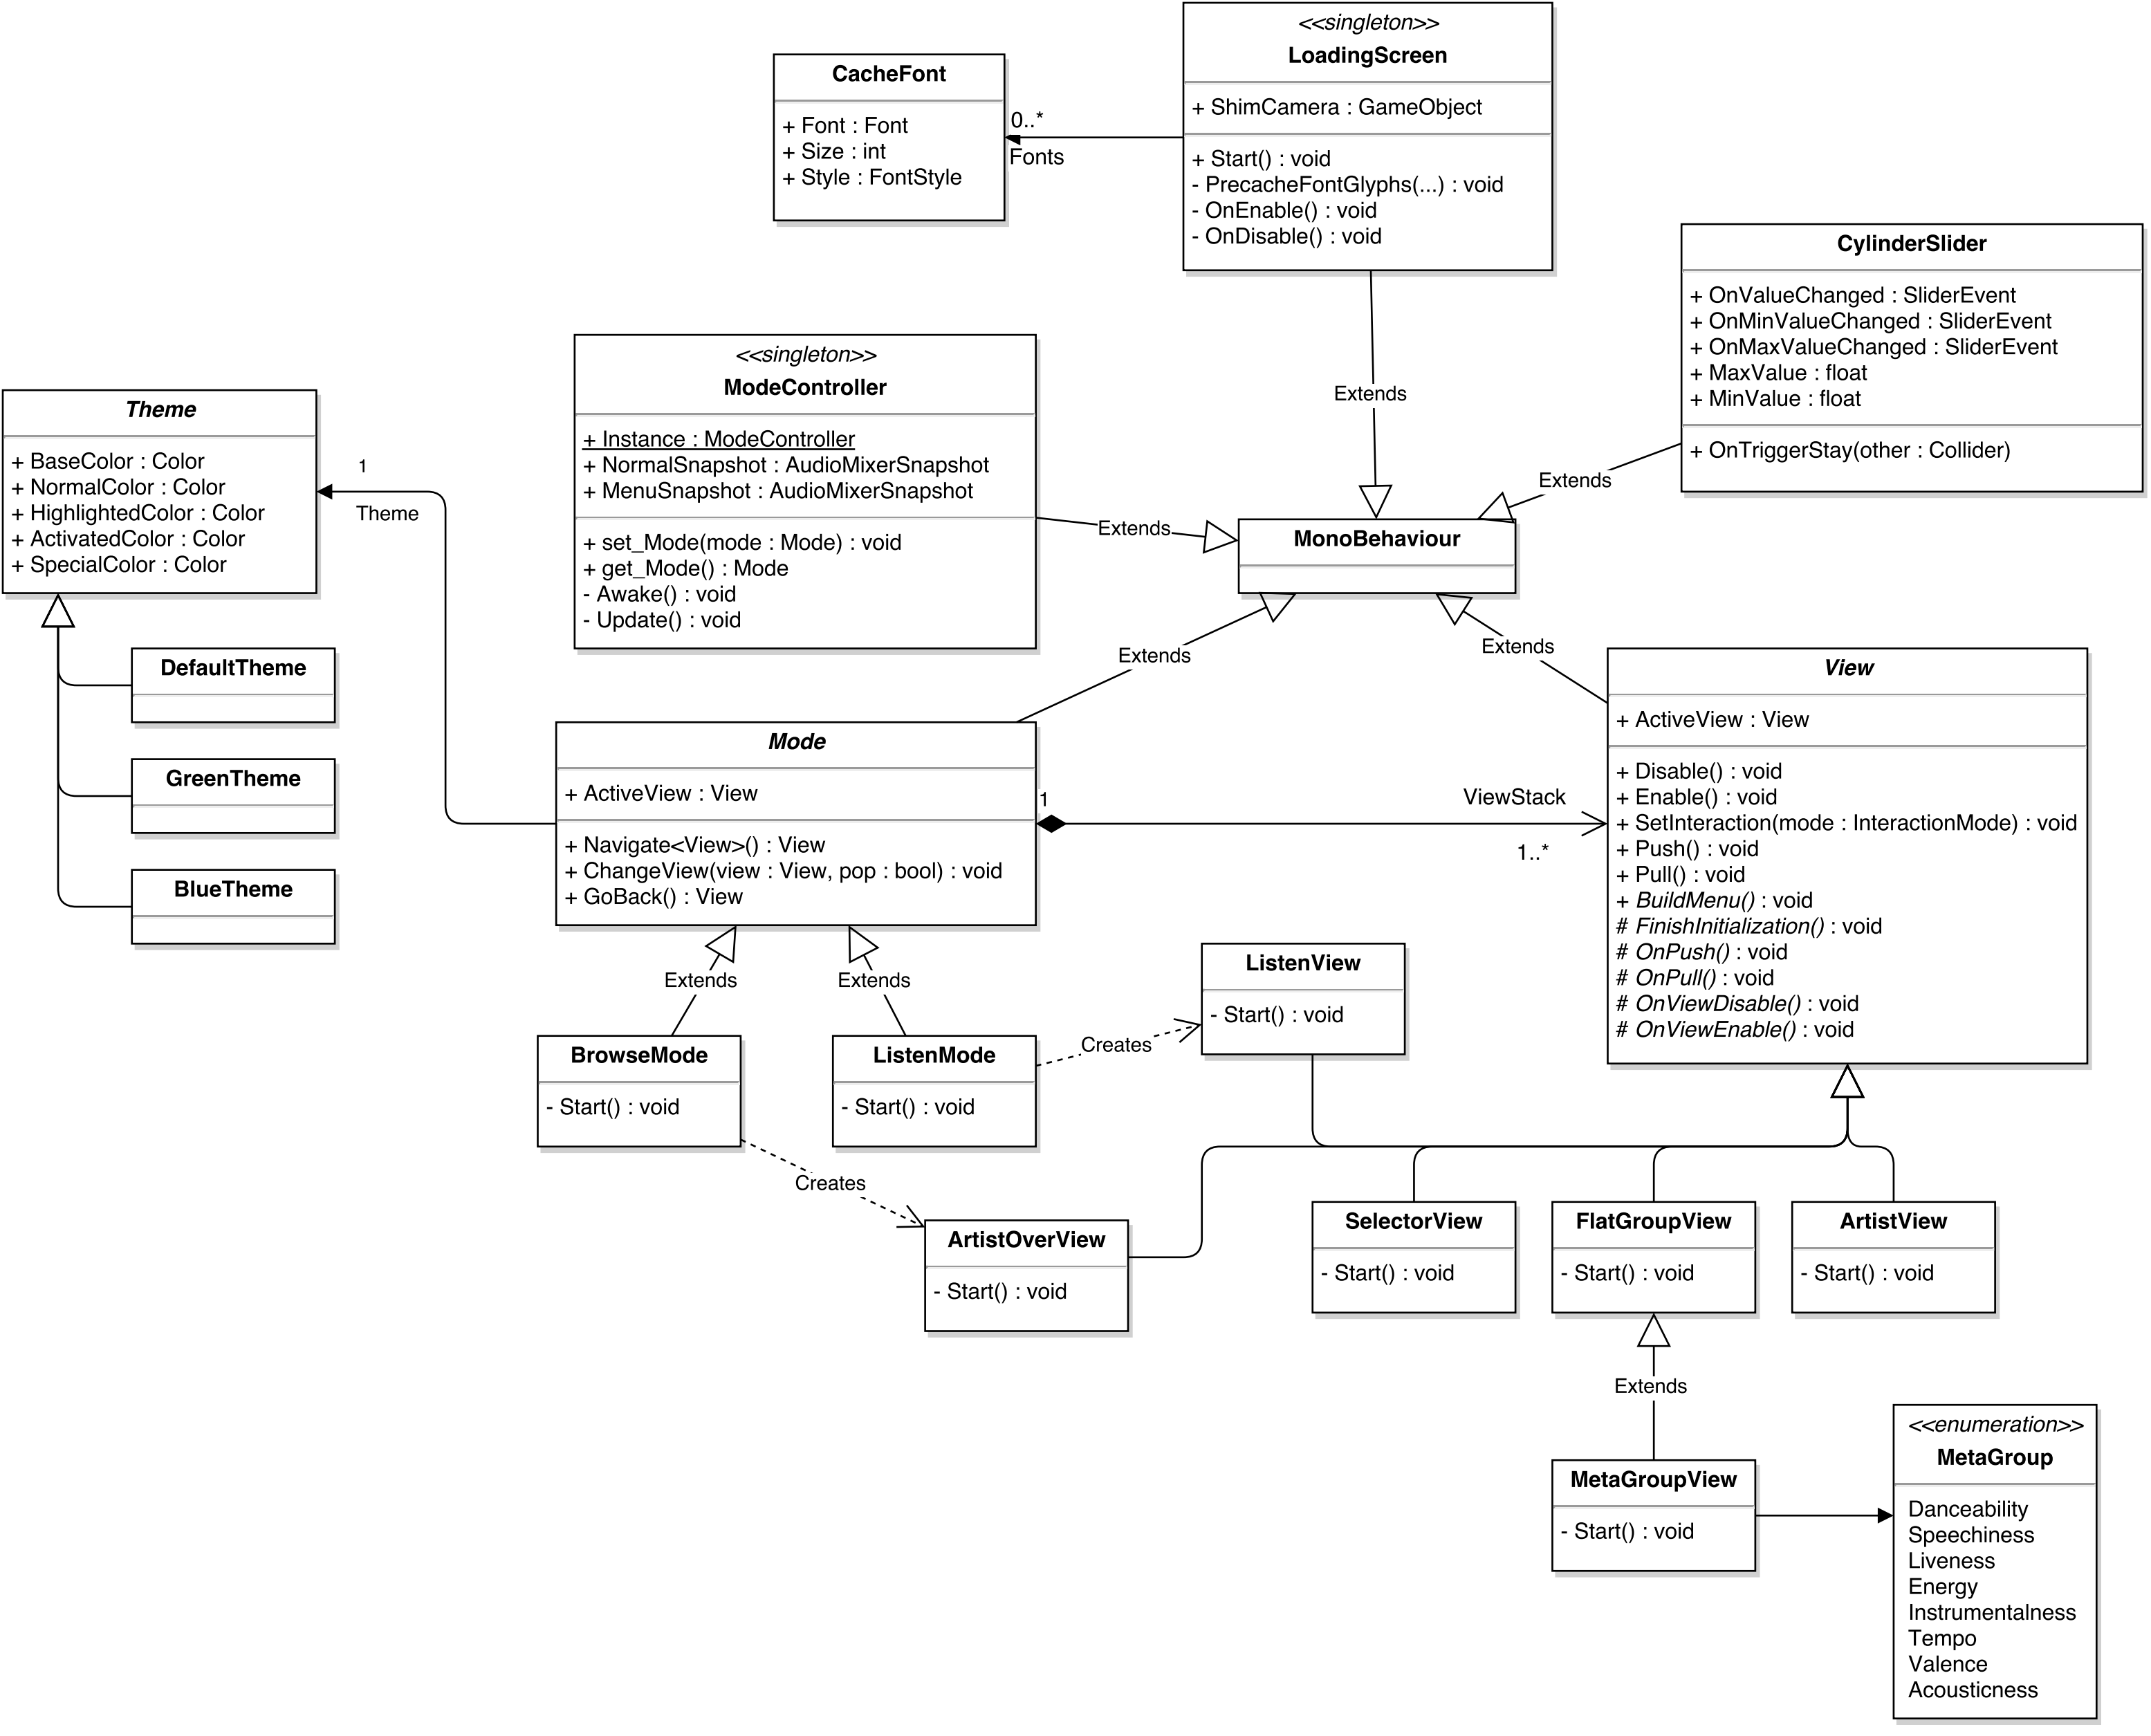 <<singleton>>
LoadingScreen
+ ShimCamera : GameObject
+ Start() : void
- PrecacheFontGlyphs(...) : void
- OnEnable() : void
- OnDisable() : void
CacheFont
+ Font : Font
+ Size : int
+ Style : FontStyle
0..*
Fonts
CylinderSlider
+ OnValueChanged : SliderEvent
+ OnMinValueChanged : SliderEvent
+ OnMaxValueChanged : SliderEvent
+ MaxValue : float
+ MinValue : float
+ OnTriggerStay(other : Collider)
Extends
Extends
<<singleton>>
ModeController
+ Instance : ModeController
+ NormalSnapshot : AudioMixerSnapshot
+ MenuSnapshot : AudioMixerSnapshot
+ set_Mode(mode : Mode) : void
+ get_Mode() : Mode
- Awake() : void
- Update() : void
Extends
MonoBehaviour
Theme
+ BaseColor : Color
+ NormalColor : Color
+ HighlightedColor : Color
+ ActivatedColor : Color
+ SpecialColor : Color
1
Theme
DefaultTheme
GreenTheme
BlueTheme
Extends
Extends
Mode
+ ActiveView : View
+ Navigate<View>() : View
+ ChangeView(view : View, pop : bool) : void
+ GoBack() : View
1
ViewStack
1..*
View
+ ActiveView : View
+ Disable() : void
+ Enable() : void
+ SetInteraction(mode : InteractionMode) : void
+ Push() : void
+ Pull() : void
+ BuildMenu() : void
# FinishInitialization() : void
# OnPush() : void
# OnPull() : void
# OnViewDisable() : void
# OnViewEnable() : void
Extends
Extends
BrowseMode
- Start() : void
ListenMode
- Start() : void
Creates
ListenView
- Start() : void
Creates
ArtistOverView
- Start() : void
SelectorView
- Start() : void
FlatGroupView
- Start() : void
ArtistView
- Start() : void
Extends
MetaGroupView
- Start() : void
<<enumeration>>
MetaGroup
Danceability
Speechiness
Liveness
Energy
Instrumentalness
Tempo
Valence
Acousticness